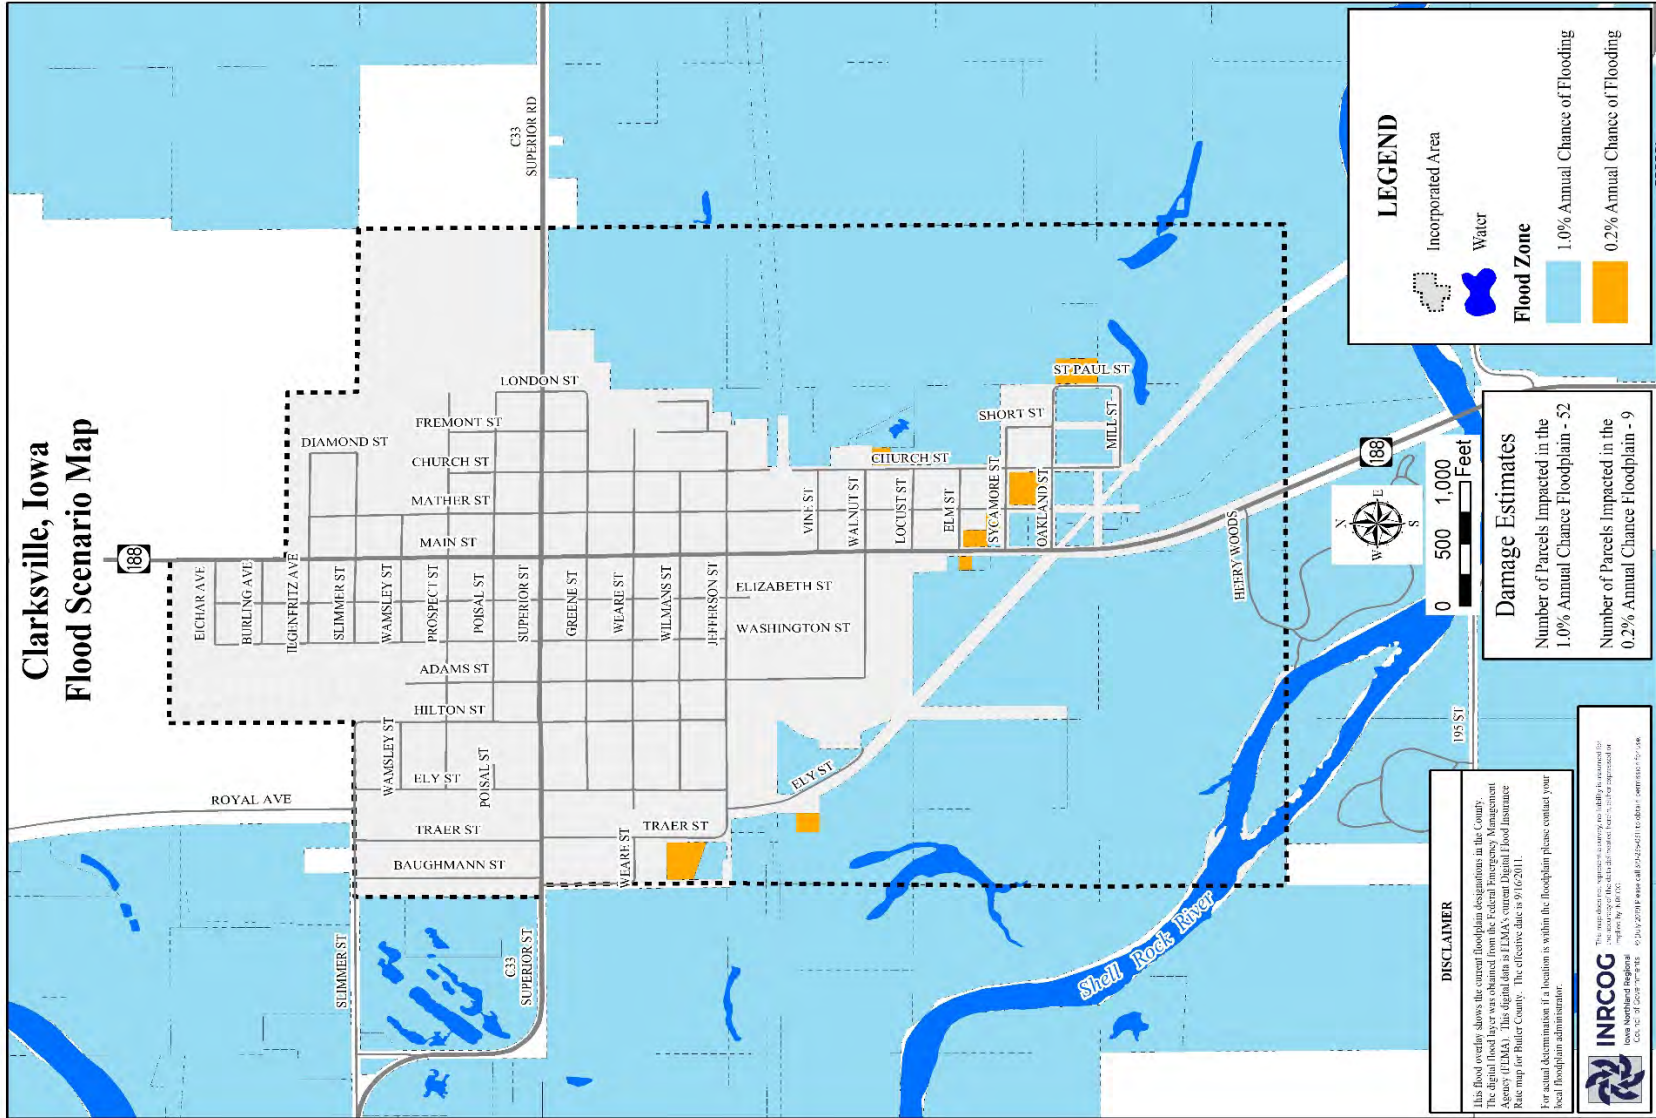 Clarksville, Iowa
Flood Scenario Map
188
C33
SUPERIOR RD
LONDON ST
FREMONT ST
DIAMOND ST
CHURCH ST
MATHER ST
MAIN ST
EICHAR AVE
BURLING AVE
ILGENFRITZ AVE
SLIMMER ST
WAMSLEY ST
PROSPECT ST
POISAL ST
SUPERIOR ST
GREENE ST
WEARE ST
WILMANS ST
JEFFERSON ST
ELIZABETH ST
WASHINGTON ST
ADAMS ST
HILTON ST
WAMSLEY ST
ELY ST
POISAL ST
ROYAL AVE
TRAER ST
BAUGHMANN ST
TRAER ST
WEARE ST
ELY ST
SLIMMER ST
C33
SUPERIOR ST
VINE ST
WALNUT ST
LOCUST ST
ELM ST
SYCAMORE ST
OAKLAND ST
CHURCH ST
SHORT ST
ST PAUL ST
MILL ST
HEERY WOODS
188
195 ST
Shell Rock River
N
E
S
W
0 500 1,000
Feet
LEGEND
Incorporated Area
Water
Flood Zone
1.0% Annual Chance of Flooding
0.2% Annual Chance of Flooding
Damage Estimates
Number of Parcels Impacted in the
1.0% Annual Chance Floodplain - 52
Number of Parcels Impacted in the
0.2% Annual Chance Floodplain - 9
DISCLAIMER
This flood overlay shows the current floodplain designations in the County.
The digital flood layer was obtained from the Federal Emergency Management
Agency (FEMA). This digital data is FEMA's current Digital Flood Insurance
Rate map for Butler County. The effective date is 9/16/2011.
For actual determination if a location is within the floodplain please contact your
local floodplain administrator.
INRCOG
Iowa Northland Regional
Council of Governments